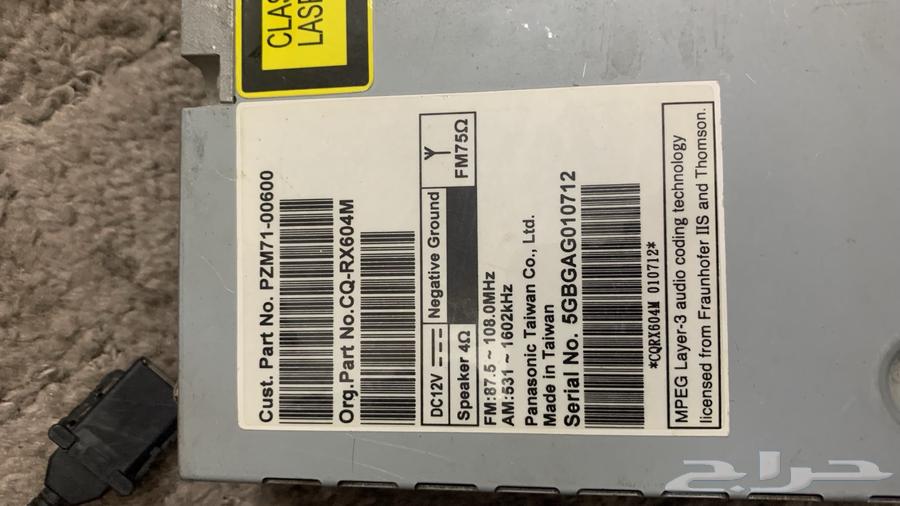 CLAS
LASE
Cust. Part No. PZM71-00600
Org.Part No.CQ-RX604M
DC12V
Negative Ground
Speaker 4Ω
FM75Ω
FM:87.5 ~ 108.0MHz
AM:531 ~ 1602kHz
Panasonic Taiwan Co., Ltd.
Made in Taiwan
Serial No. 5GBGAG010712
*CQRX604M 010712*
MPEG Layer-3 audio coding technology
licensed from Fraunhofer IIS and Thomson.
حراج